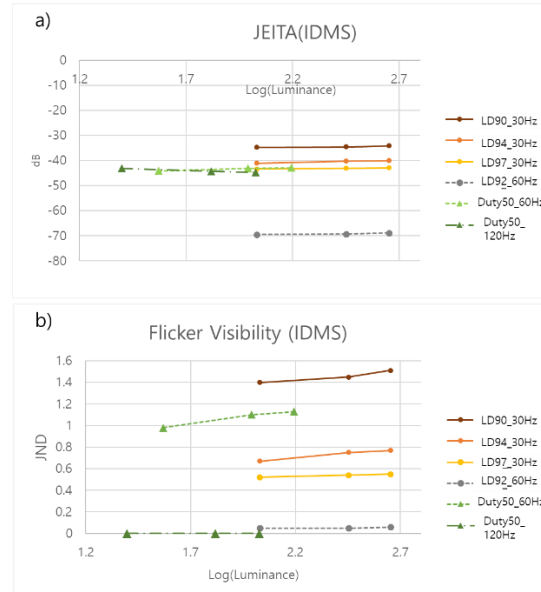 a)
JEITA(IDMS)
0
-10
-20
-30
-40
-50
-60
-70
-80
dB
1.2 1.7 2.2 2.7
Log(Luminance)
LD90_30Hz
LD94_30Hz
LD97_30Hz
LD92_60Hz
Duty50_60Hz
Duty50_
120Hz
b)
Flicker Visibility (IDMS)
1.6
1.4
1.2
1
0.8
0.6
0.4
0.2
0
JND
1.2 1.7 2.2 2.7
Log(Luminance)
LD90_30Hz
LD94_30Hz
LD97_30Hz
LD92_60Hz
Duty50_60Hz
Duty50_
120Hz